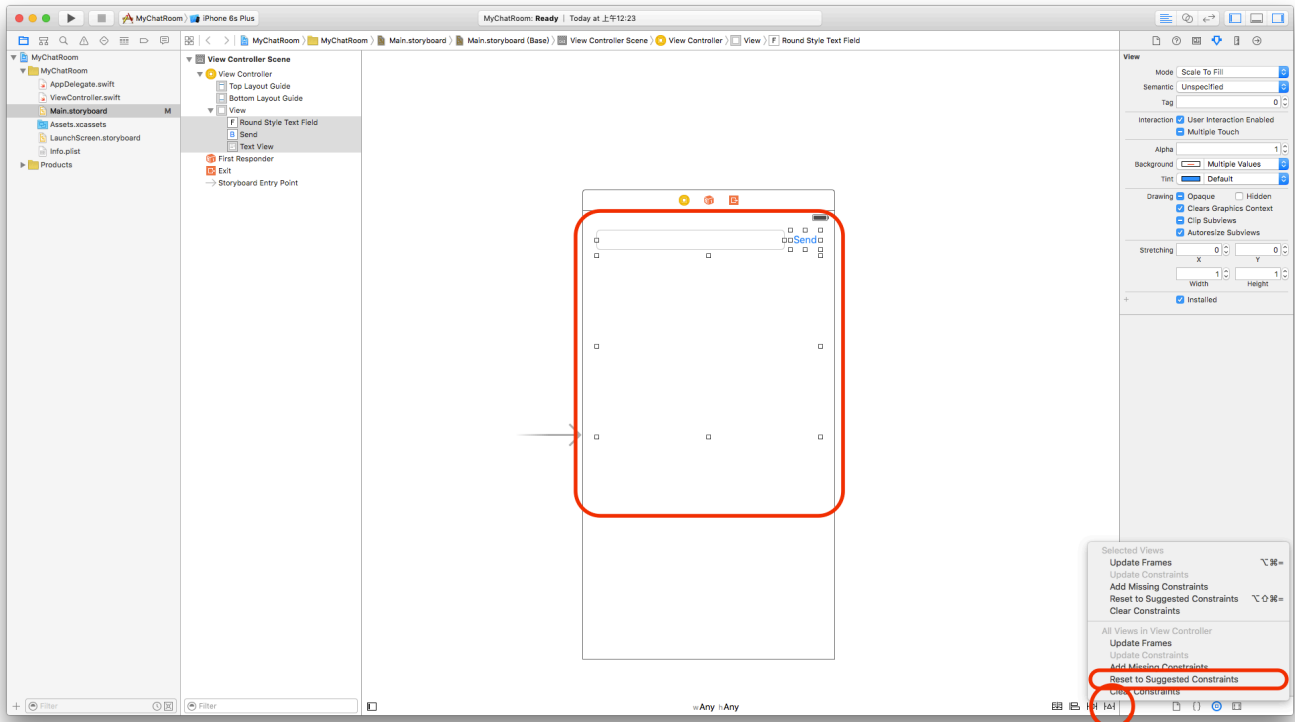 MyChatRoom 〉 iPhone 6s Plus
MyChatRoom: Ready | Today at 上午12:23
MyChatRoom 〉 MyChatRoom 〉 Main.storyboard 〉 Main.storyboard (Base) 〉 View Controller Scene 〉 View Controller 〉 View 〉 F Round Style Text Field
MyChatRoom
MyChatRoom
AppDelegate.swift
ViewController.swift
Main.storyboard M
Assets.xcassets
LaunchScreen.storyboard
Info.plist
Products
Filter
View Controller Scene
View Controller
Top Layout Guide
Bottom Layout Guide
View
F Round Style Text Field
B Send
Text View
First Responder
Exit
Storyboard Entry Point
Filter
Send
wAny hAny
View
Mode Scale To Fill
Semantic Unspecified
Tag 0
Interaction User Interaction Enabled
Multiple Touch
Alpha 1
Background Multiple Values
Tint Default
Drawing Opaque Hidden
Clears Graphics Context
Clip Subviews
Autoresize Subviews
Stretching 0 0
X Y
1 1
Width Height
+ Installed
Selected Views
Update Frames ⌥⌘=
Update Constraints
Add Missing Constraints
Reset to Suggested Constraints ⌥⇧⌘=
Clear Constraints
All Views in View Controller
Update Frames
Update Constraints
Add Missing Constraints
Reset to Suggested Constraints
Clear Constraints